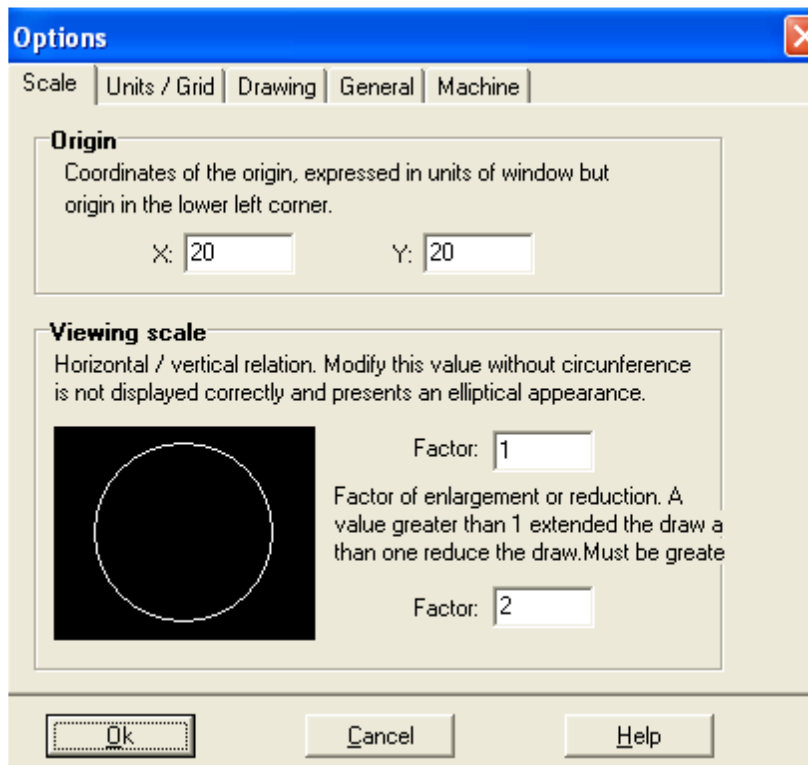 Options
Scale
Units / Grid
Drawing
General
Machine
Origin
Coordinates of the origin, expressed in units of window but
origin in the lower left corner.
X: 20
Y: 20
Viewing scale
Horizontal / vertical relation. Modify this value without circunference
is not displayed correctly and presents an elliptical appearance.
Factor: 1
Factor of enlargement or reduction. A
value greater than 1 extended the draw a
than one reduce the draw.Must be greate
Factor: 2
Ok
Cancel
Help